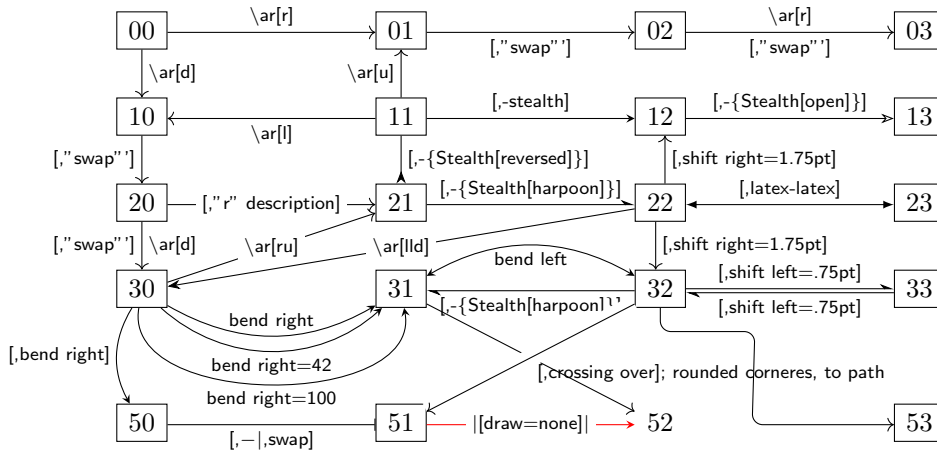 \ar[r] \ar[r]
00 01 02 03
[,"swap"'] [,"swap"']
\ar[d] \ar[u]
[,-stealth] [,-{Stealth[open]}]
10 11 12 13
\ar[l]
[,"swap"'] [,-{Stealth[reversed]}] [,shift right=1.75pt]
[,-{Stealth[harpoon]}] [,latex-latex]
20 [,"r" description] 21 22 23
[,"swap"'] \ar[d] \ar[ru] \ar[lld] [,shift right=1.75pt]
bend left [,shift left=.75pt]
30 31 32 33
[,-{Stealth[harpoon]}] [,shift left=.75pt]
bend right
[,bend right] bend right=42 [,crossing over]; rounded corneres, to path
bend right=100
50 51 |[draw=none]| 52 53
[,−|,swap]